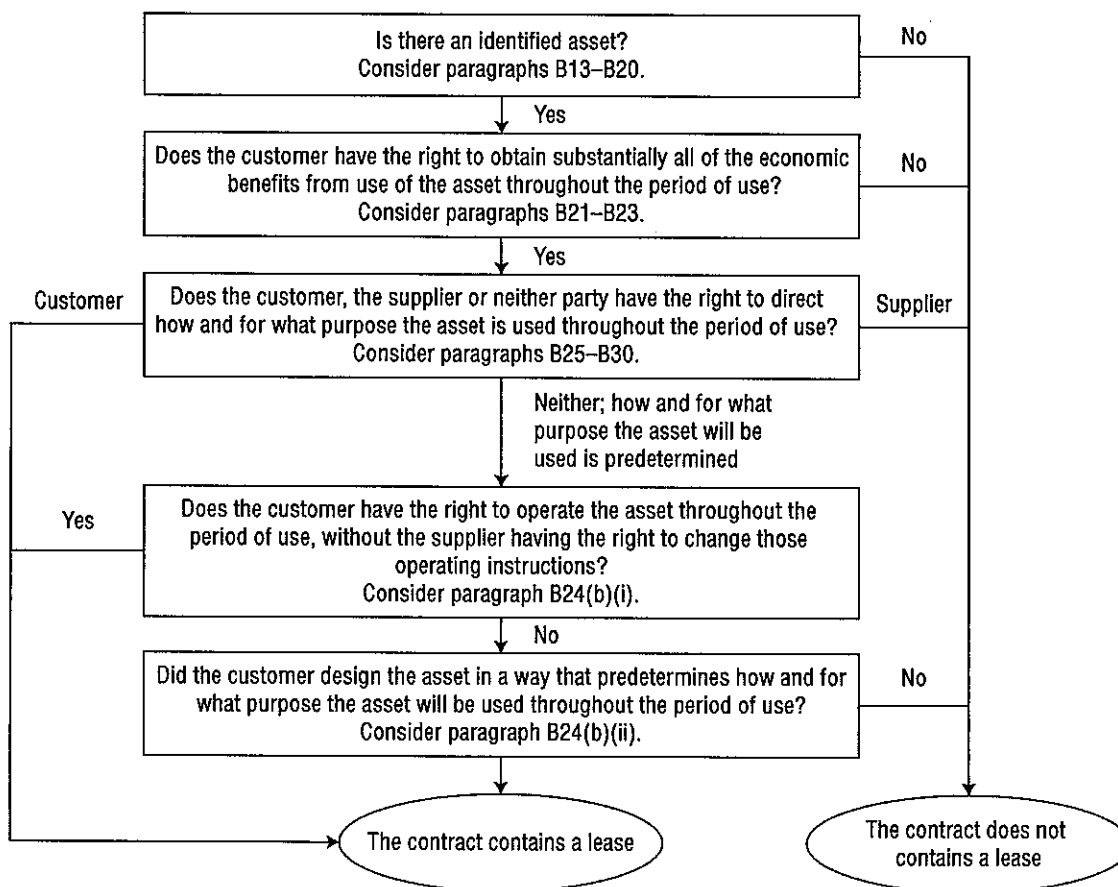 Is there an identified asset?
Consider paragraphs B13–B20.
No
Yes
Does the customer have the right to obtain substantially all of the economic
benefits from use of the asset throughout the period of use?
Consider paragraphs B21–B23.
No
Yes
Customer
Does the customer, the supplier or neither party have the right to direct
how and for what purpose the asset is used throughout the period of use?
Consider paragraphs B25–B30.
Supplier
Neither; how and for what
purpose the asset will be
used is predetermined
Yes
Does the customer have the right to operate the asset throughout the
period of use, without the supplier having the right to change those
operating instructions?
Consider paragraph B24(b)(i).
No
Did the customer design the asset in a way that predetermines how and for
what purpose the asset will be used throughout the period of use?
Consider paragraph B24(b)(ii).
No
The contract contains a lease
The contract does not
contains a lease